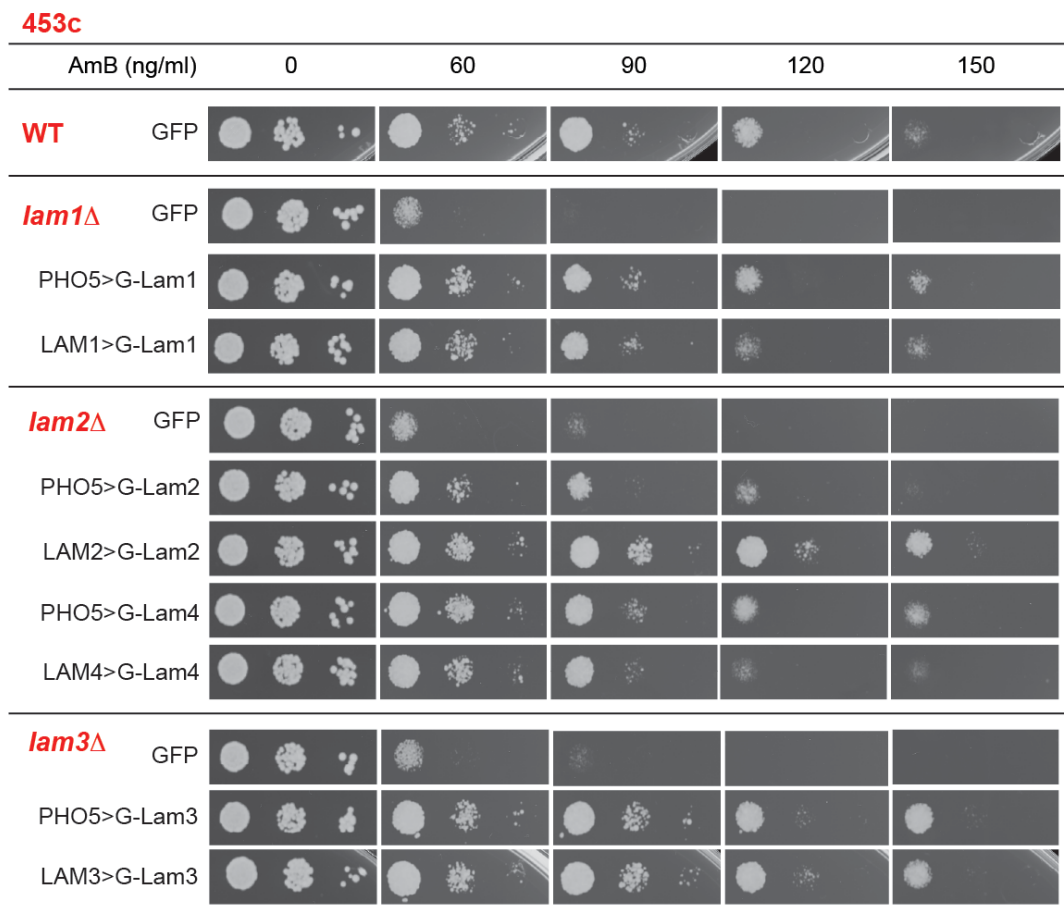 453c
AmB (ng/ml) 0 60 90 120 150
WT GFP
lam1Δ GFP
PHO5>G-Lam1
LAM1>G-Lam1
lam2Δ GFP
PHO5>G-Lam2
LAM2>G-Lam2
PHO5>G-Lam4
LAM4>G-Lam4
lam3Δ GFP
PHO5>G-Lam3
LAM3>G-Lam3